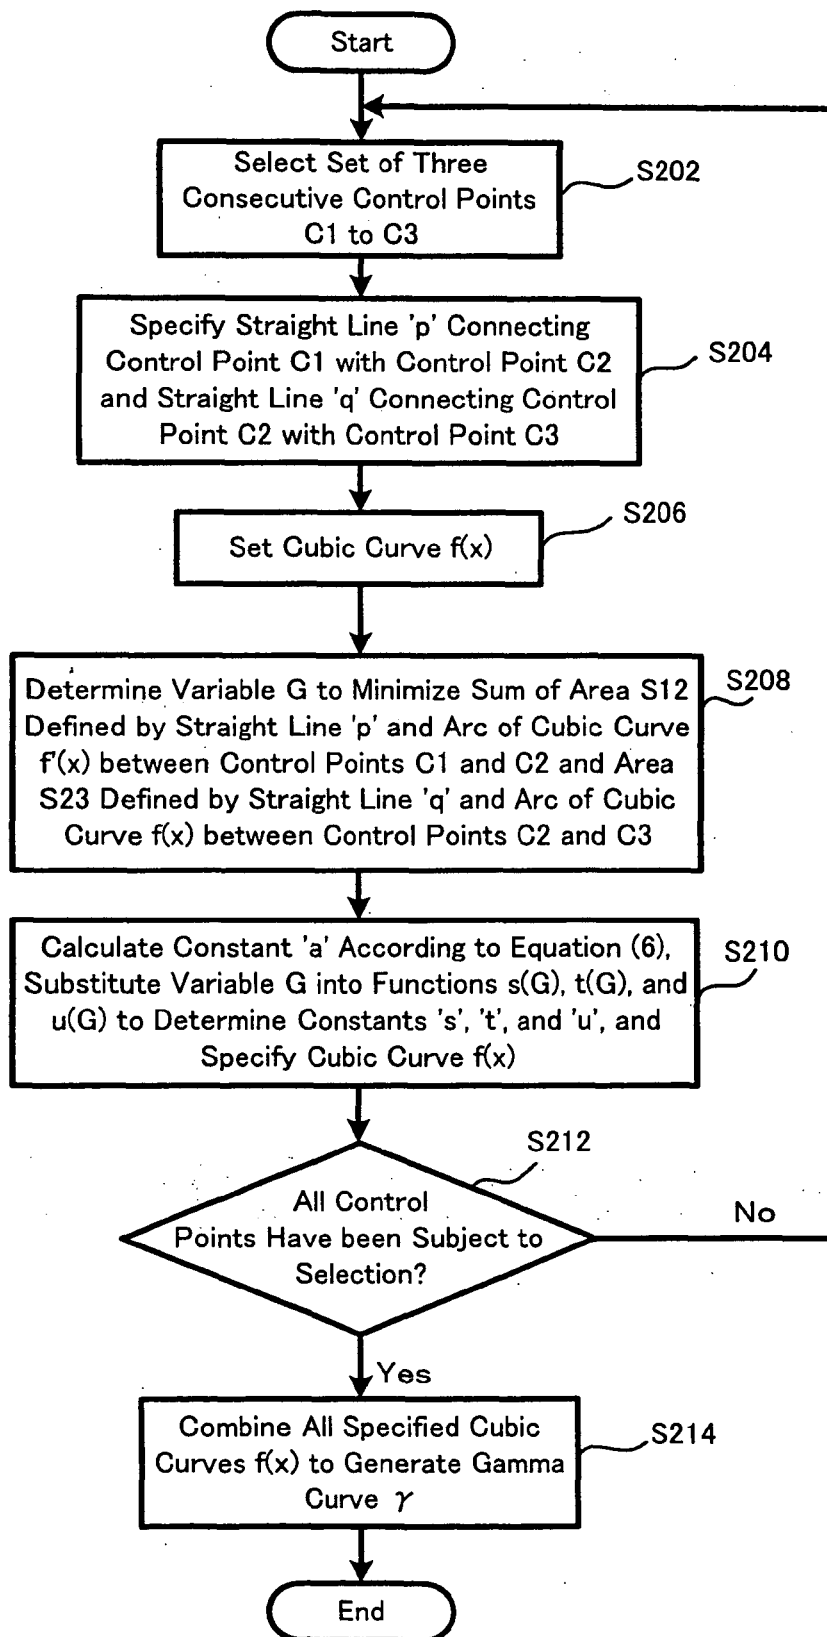 Start
Select Set of Three
Consecutive Control Points
C1 to C3
S202
Specify Straight Line 'p' Connecting
Control Point C1 with Control Point C2
and Straight Line 'q' Connecting Control
Point C2 with Control Point C3
S204
Set Cubic Curve f(x)
S206
Determine Variable G to Minimize Sum of Area S12
Defined by Straight Line 'p' and Arc of Cubic Curve
f'(x) between Control Points C1 and C2 and Area
S23 Defined by Straight Line 'q' and Arc of Cubic
Curve f(x) between Control Points C2 and C3
S208
Calculate Constant 'a' According to Equation (6),
Substitute Variable G into Functions s(G), t(G), and
u(G) to Determine Constants 's', 't', and 'u', and
Specify Cubic Curve f(x)
S210
All Control
Points Have been Subject to
Selection?
S212
No
Yes
Combine All Specified Cubic
Curves f(x) to Generate Gamma
Curve γ
S214
End